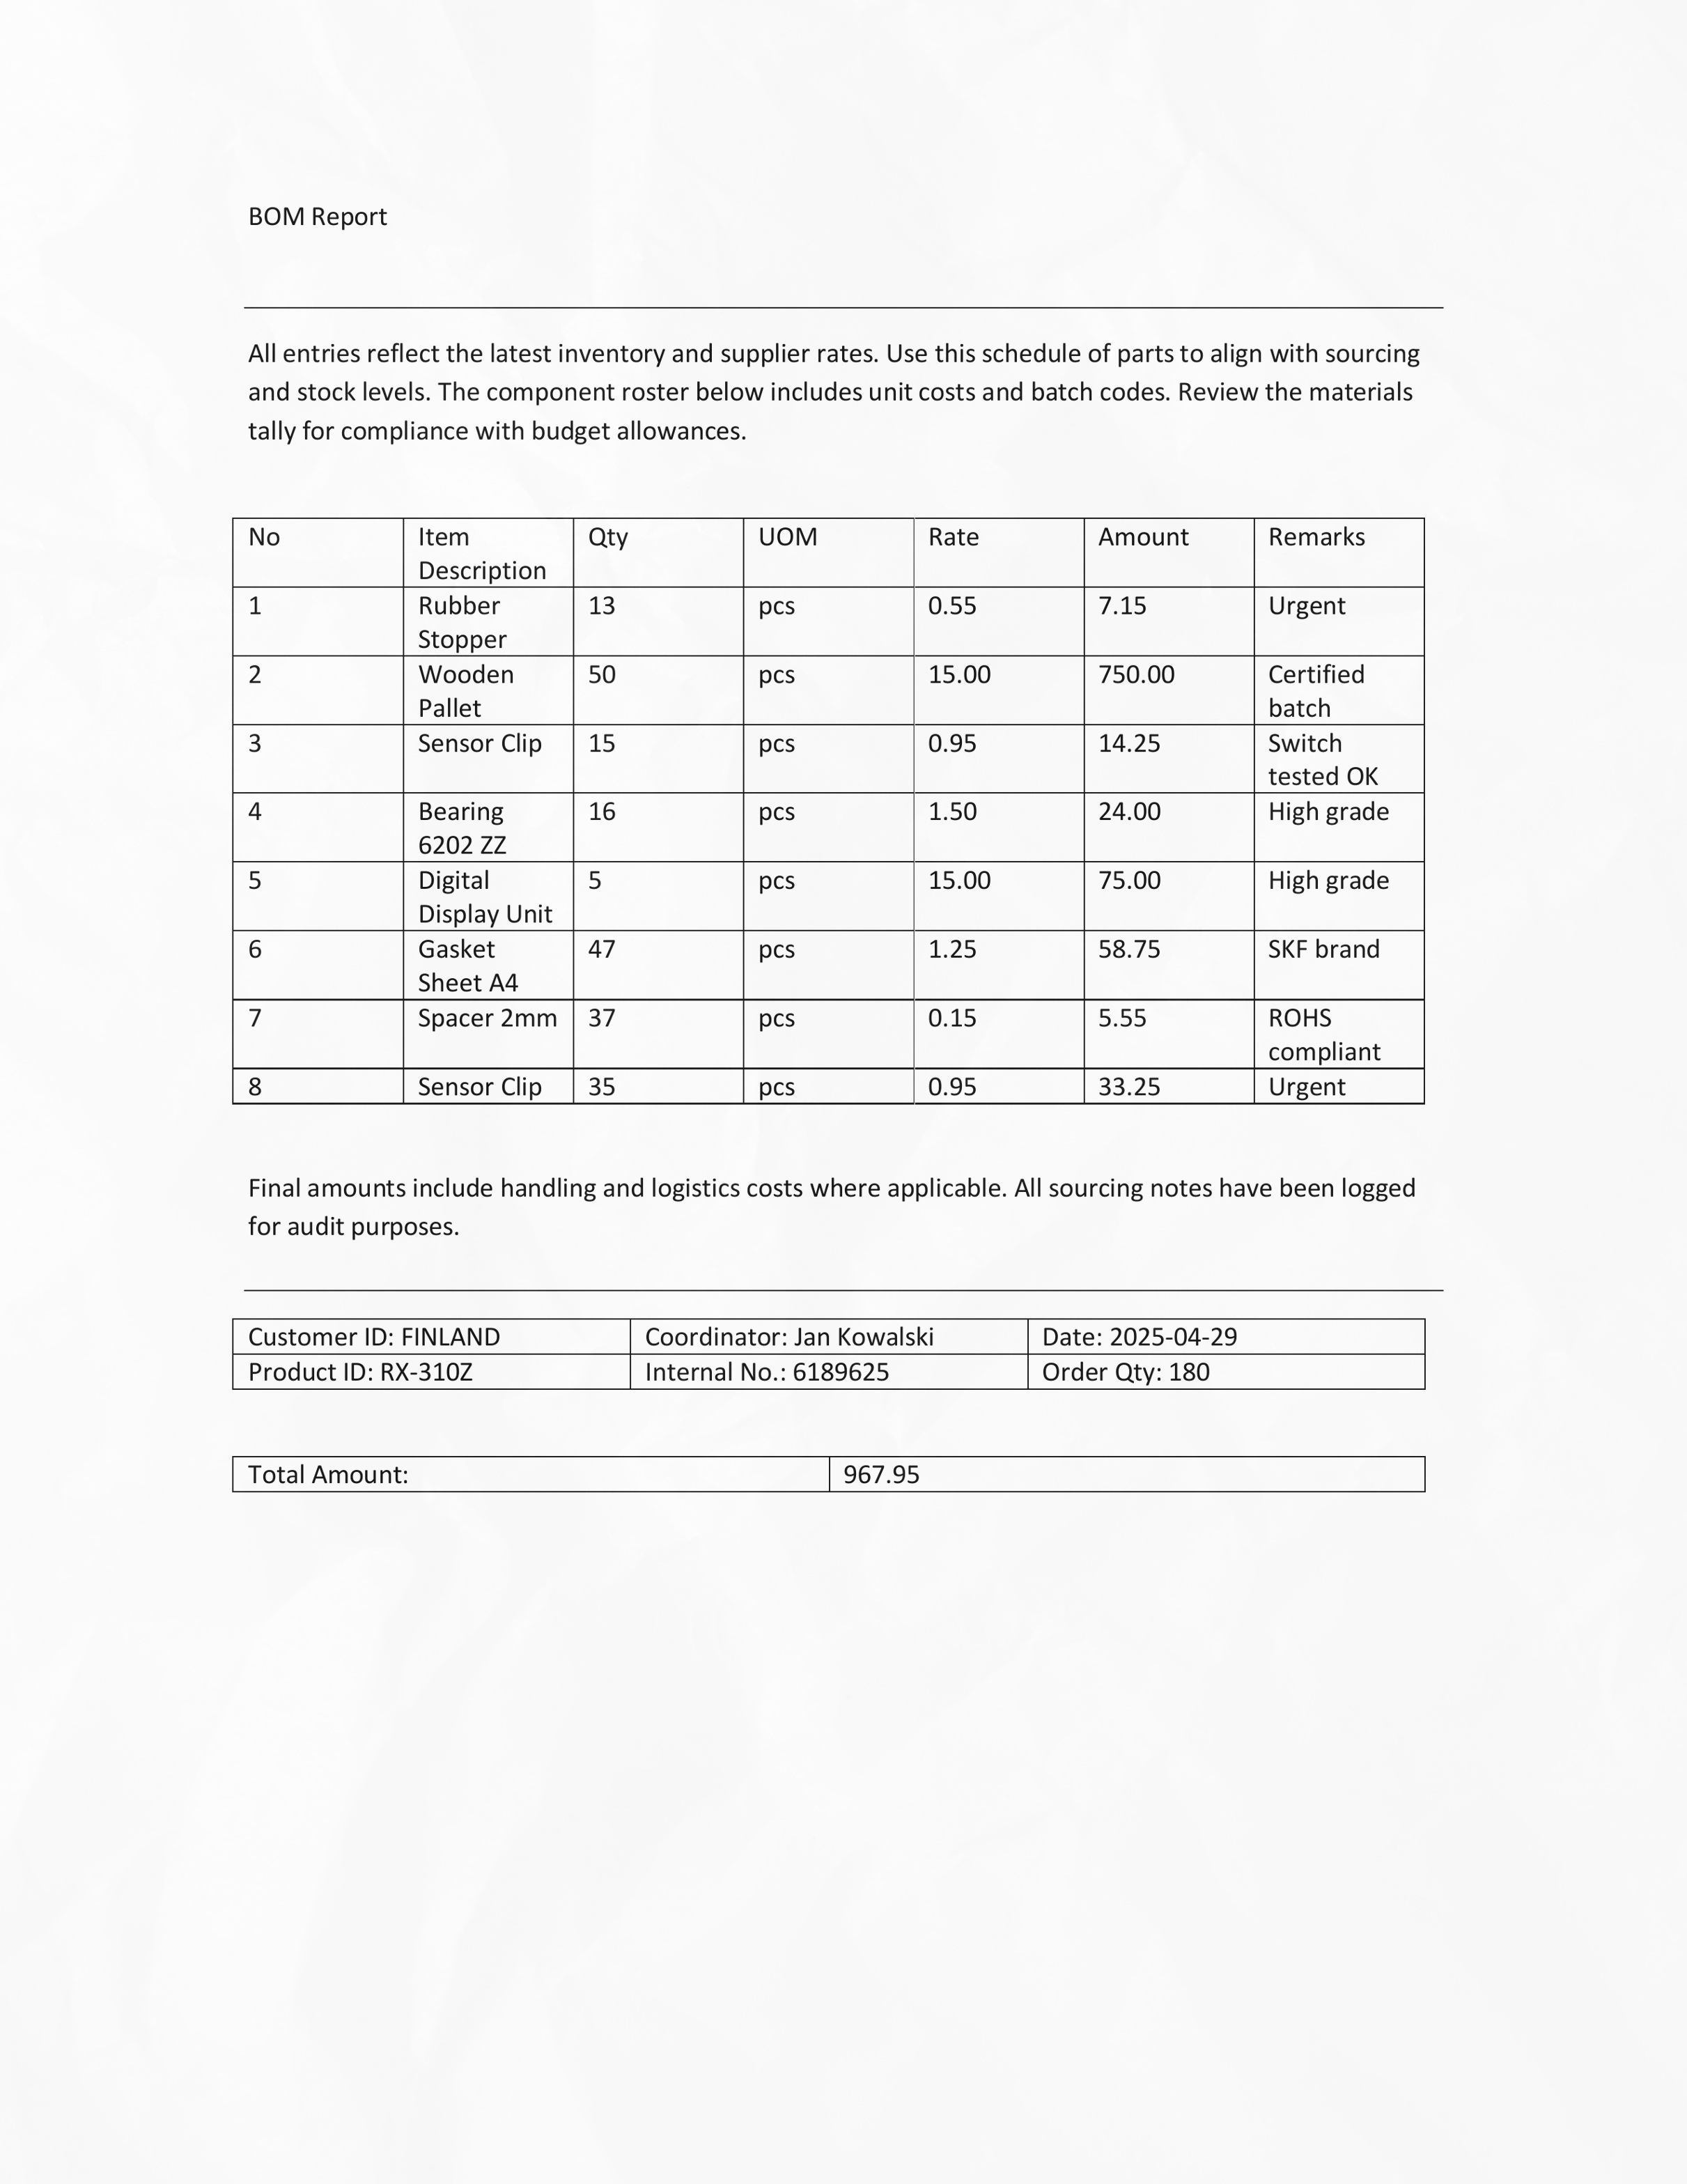 BOM Report
All entries reflect the latest inventory and supplier rates. Use this schedule of parts to align with sourcing
and stock levels. The component roster below includes unit costs and batch codes. Review the materials
tally for compliance with budget allowances.
No Item Description Qty UOM Rate Amount Remarks
1 Rubber Stopper 13 pcs 0.55 7.15 Urgent
2 Wooden Pallet 50 pcs 15.00 750.00 Certified batch
3 Sensor Clip 15 pcs 0.95 14.25 Switch tested OK
4 Bearing 6202 ZZ 16 pcs 1.50 24.00 High grade
5 Digital Display Unit 5 pcs 15.00 75.00 High grade
6 Gasket Sheet A4 47 pcs 1.25 58.75 SKF brand
7 Spacer 2mm 37 pcs 0.15 5.55 ROHS compliant
8 Sensor Clip 35 pcs 0.95 33.25 Urgent
Final amounts include handling and logistics costs where applicable. All sourcing notes have been logged
for audit purposes.
Customer ID: FINLAND Coordinator: Jan Kowalski Date: 2025-04-29
Product ID: RX-310Z Internal No.: 6189625 Order Qty: 180
Total Amount: 967.95